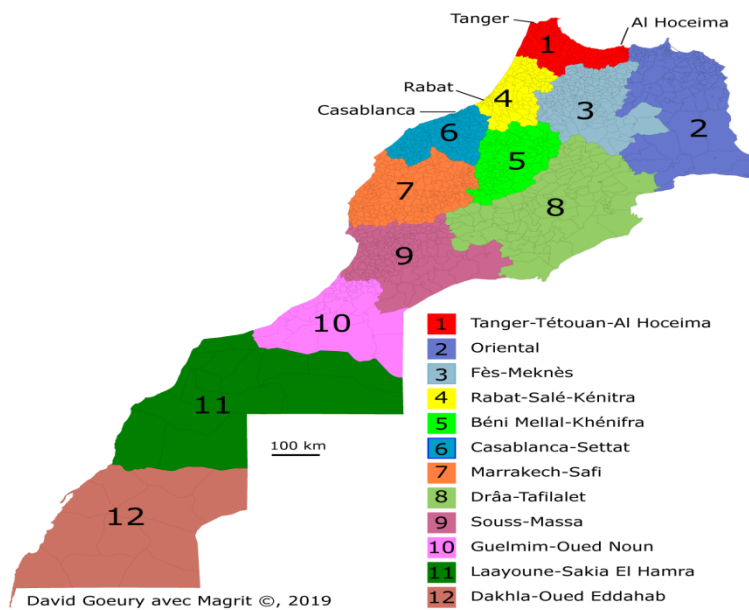 Tanger
Al Hoceima
1
Rabat
4
3
Casablanca
2
6
5
7
8
9
10
1 Tanger-Tétouan-Al Hoceima
2 Oriental
3 Fès-Meknès
4 Rabat-Salé-Kénitra
11
5 Béni Mellal-Khénifra
100 km
6 Casablanca-Settat
7 Marrakech-Safi
8 Drâa-Tafilalet
12
9 Souss-Massa
10 Guelmim-Oued Noun
11 Laayoune-Sakia El Hamra
David Goeury avec Magrit ©, 2019
12 Dakhla-Oued Eddahab